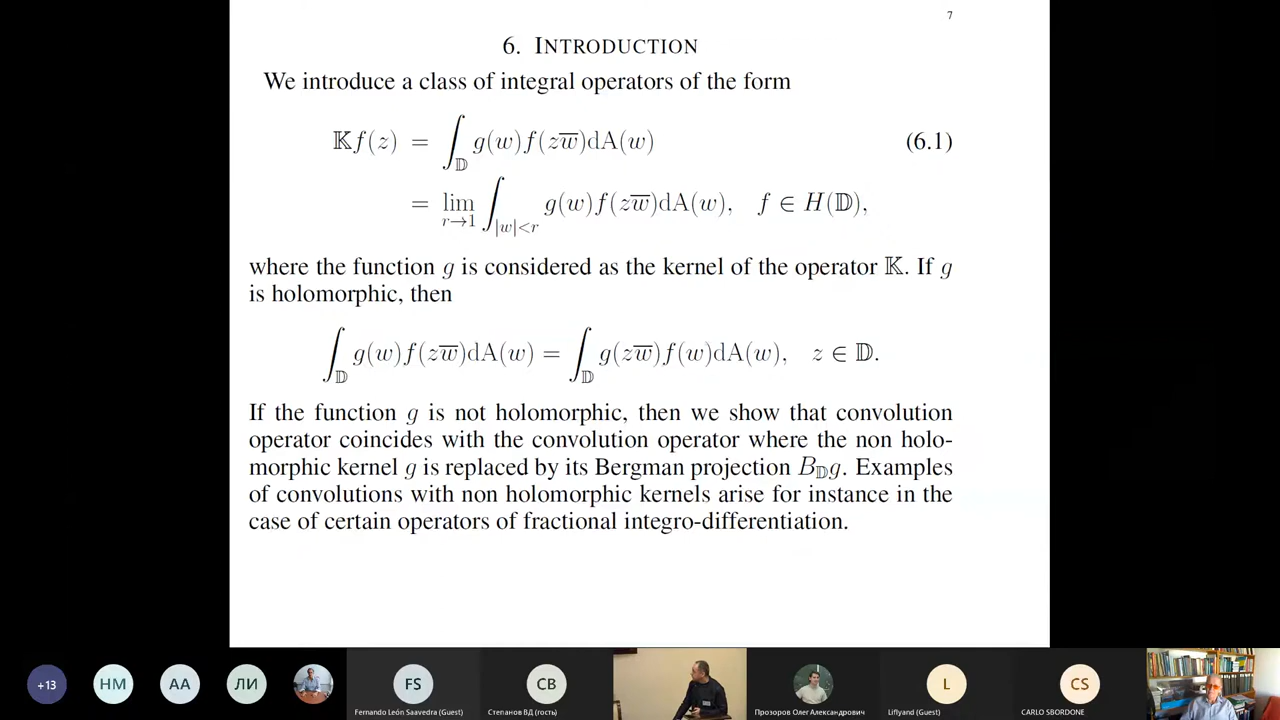 7
6. INTRODUCTION
We introduce a class of integral operators of the form
𝕂f(z) = ∫_𝔻 g(w)f(zw̅)dA(w) (6.1)
= lim_{r→1} ∫_{|w|<r} g(w)f(zw̅)dA(w), f ∈ H(𝔻),
where the function g is considered as the kernel of the operator 𝕂. If g
is holomorphic, then
∫_𝔻 g(w)f(zw̅)dA(w) = ∫_𝔻 g(zw̅)f(w)dA(w), z ∈ 𝔻.
If the function g is not holomorphic, then we show that convolution
operator coincides with the convolution operator where the non holo-
morphic kernel g is replaced by its Bergman projection B_𝔻g. Examples
of convolutions with non holomorphic kernels arise for instance in the
case of certain operators of fractional integro-differentiation.
+13
НМ
АА
ЛИ
FS
Fernando León Saavedra (Guest)
СВ
Степанов ВД (гость)
Прозоров Олег Александрович
L
Liflyand (Guest)
CS
CARLO SBORDONE